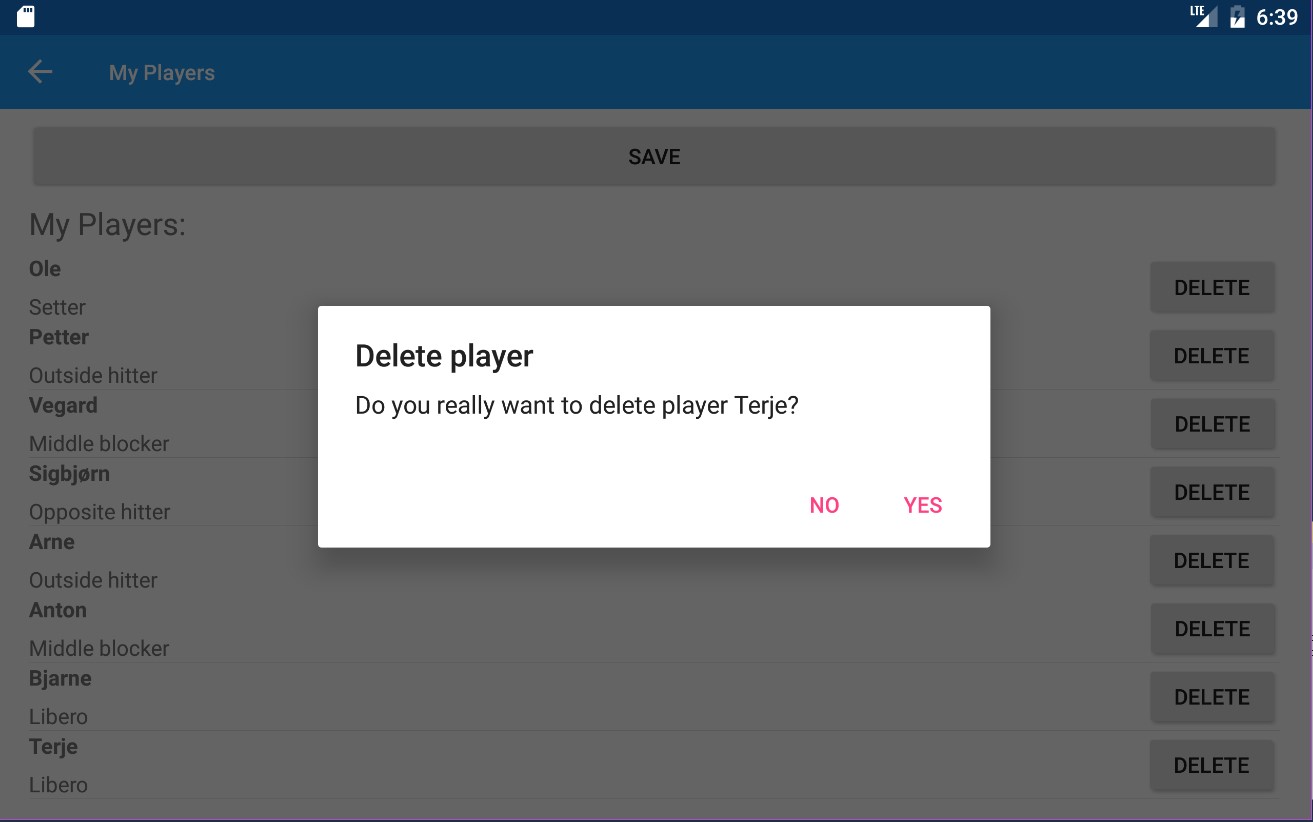 LTE 6:39
My Players
SAVE
My Players:
Ole
DELETE
Setter
Petter
DELETE
Outside hitter
Vegard
DELETE
Middle blocker
Sigbjørn
DELETE
Opposite hitter
Arne
DELETE
Outside hitter
Anton
DELETE
Middle blocker
Bjarne
DELETE
Libero
Terje
DELETE
Libero
Delete player
Do you really want to delete player Terje?
NO YES